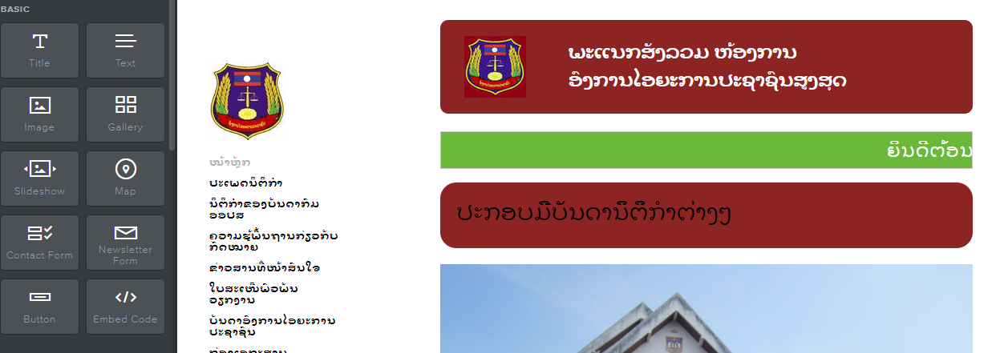 BASIC
Title
Text
Image
Gallery
Slideshow
Map
Contact Form
Newsletter
Form
Button
Embed Code
ໜ້າຫຼັກ
ປະເພດນິຕິກຳ
ນິຕິກຳຂອງບັນດາກົມ
ອອປສ
ຄວາມຮູ້ພື້ນຖານກ່ຽວກັບ
ກົດໝາຍ
ຂ່າວສານທີ່ໜ້າສົນໃຈ
ໃບສະເໜີພົວພັນ
ວຽກງານ
ບັນດາອົງການໄອຍະການ
ປະຊາຊົນ
ພະແນກສັງລວມ ຫ້ອງການ
ອົງການໄອຍະການປະຊາຊົນສູງສຸດ
ຍິນດີຕ້ອນ
ປະກອບມີບັນດານິຕິກຳຕ່າງໆ